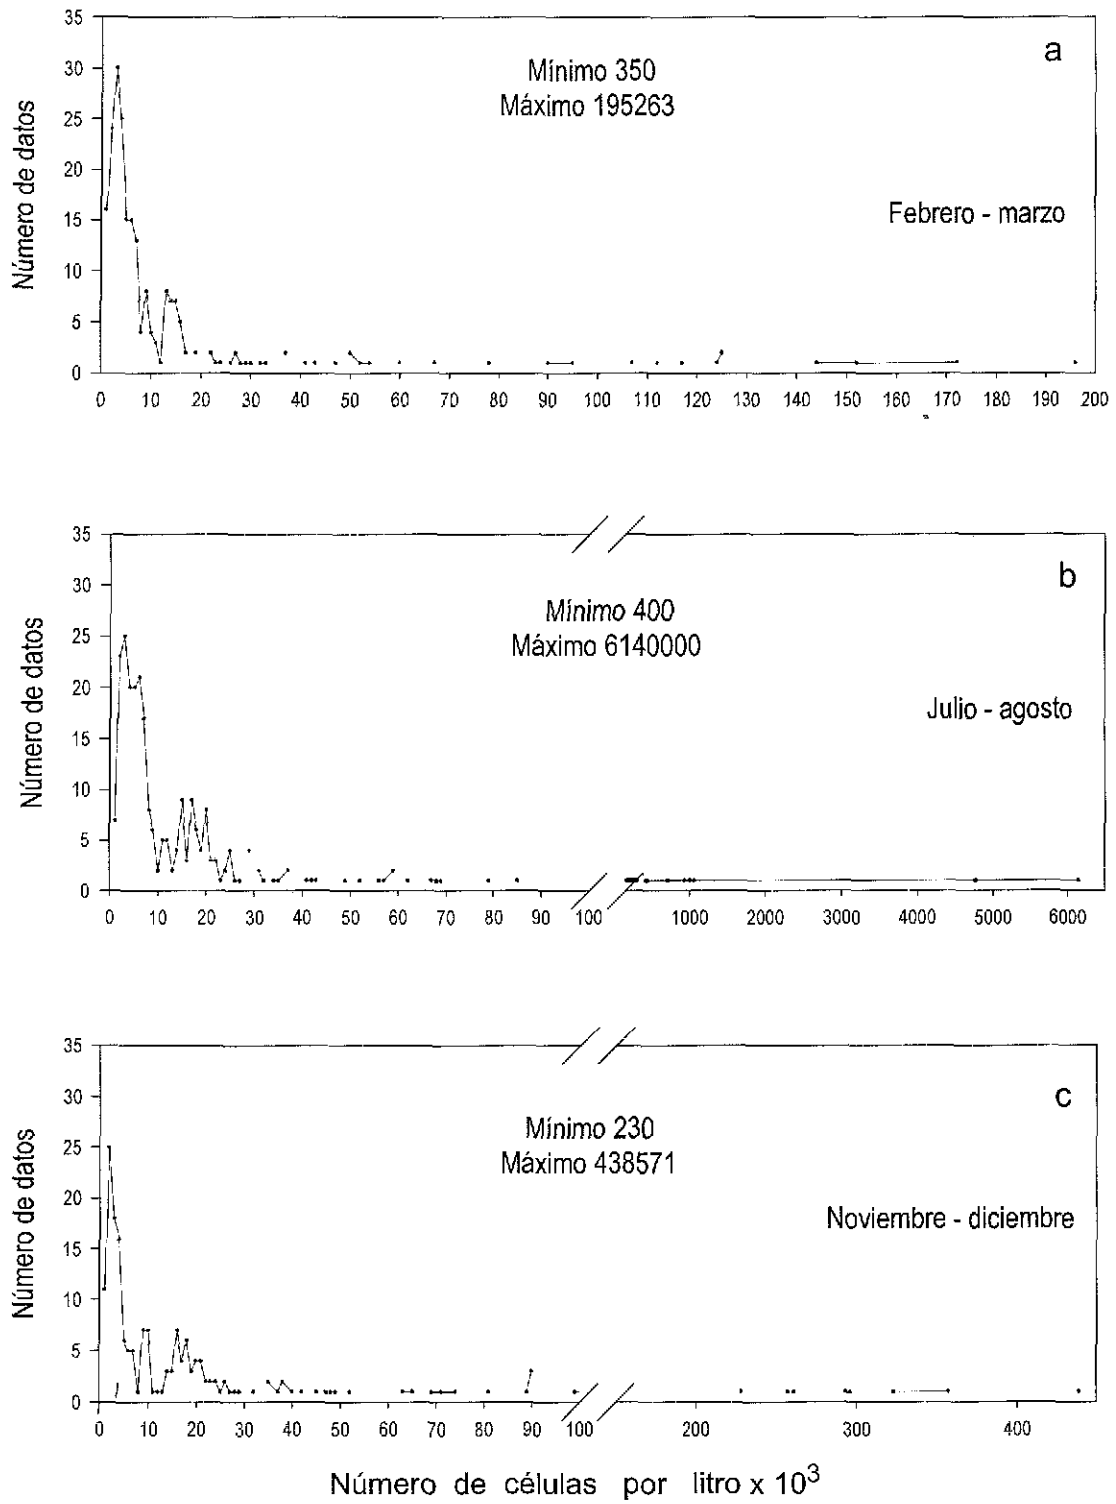 35
a
Mínimo 350
30
Máximo 195263
25
20
Número de datos
Febrero - marzo
15
10
5
0
0 10 20 30 40 50 60 70 80 90 100 110 120 130 140 150 160 170 180 190 200
35
b
30
Mínimo 400
Máximo 6140000
25
20
Número de datos
Julio - agosto
15
10
5
0
0 10 20 30 40 50 60 70 80 90 100 1000 2000 3000 4000 5000 6000
35
c
30
Mínimo 230
Máximo 438571
25
20
Número de datos
Noviembre - diciembre
15
10
5
0
0 10 20 30 40 50 60 70 80 90 100 200 300 400
Número de células por litro x 10³